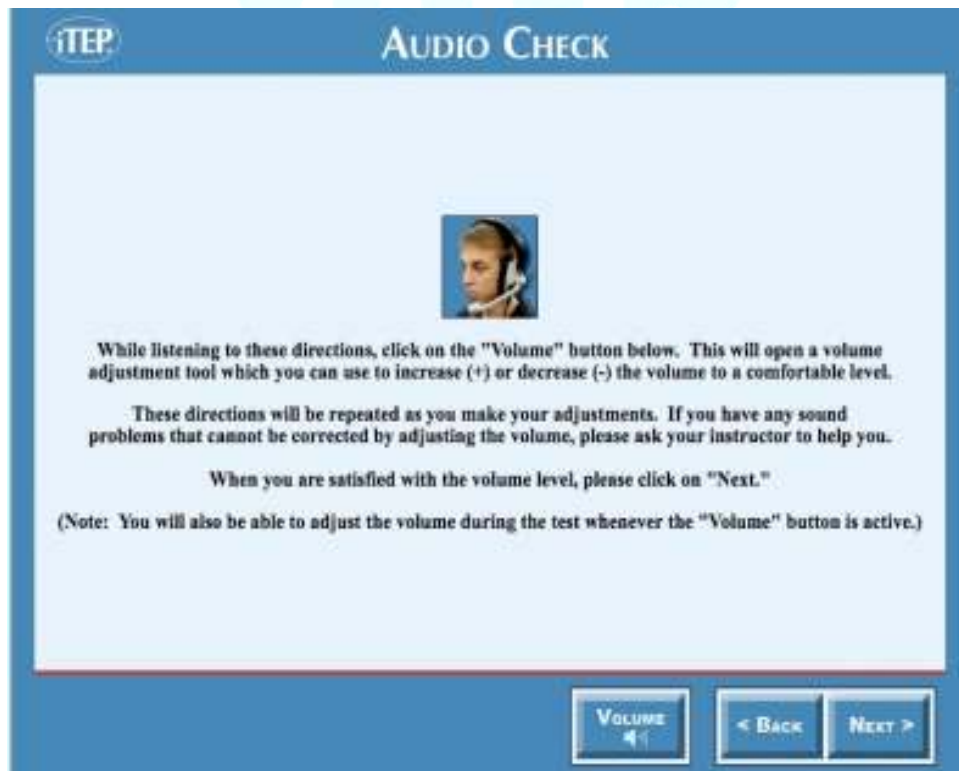 iTEP
AUDIO CHECK
While listening to these directions, click on the "Volume" button below. This will open a volume
adjustment tool which you can use to increase (+) or decrease (-) the volume to a comfortable level.
These directions will be repeated as you make your adjustments. If you have any sound
problems that cannot be corrected by adjusting the volume, please ask your instructor to help you.
When you are satisfied with the volume level, please click on "Next."
(Note: You will also be able to adjust the volume during the test whenever the "Volume" button is active.)
VOLUME
< BACK
NEXT >